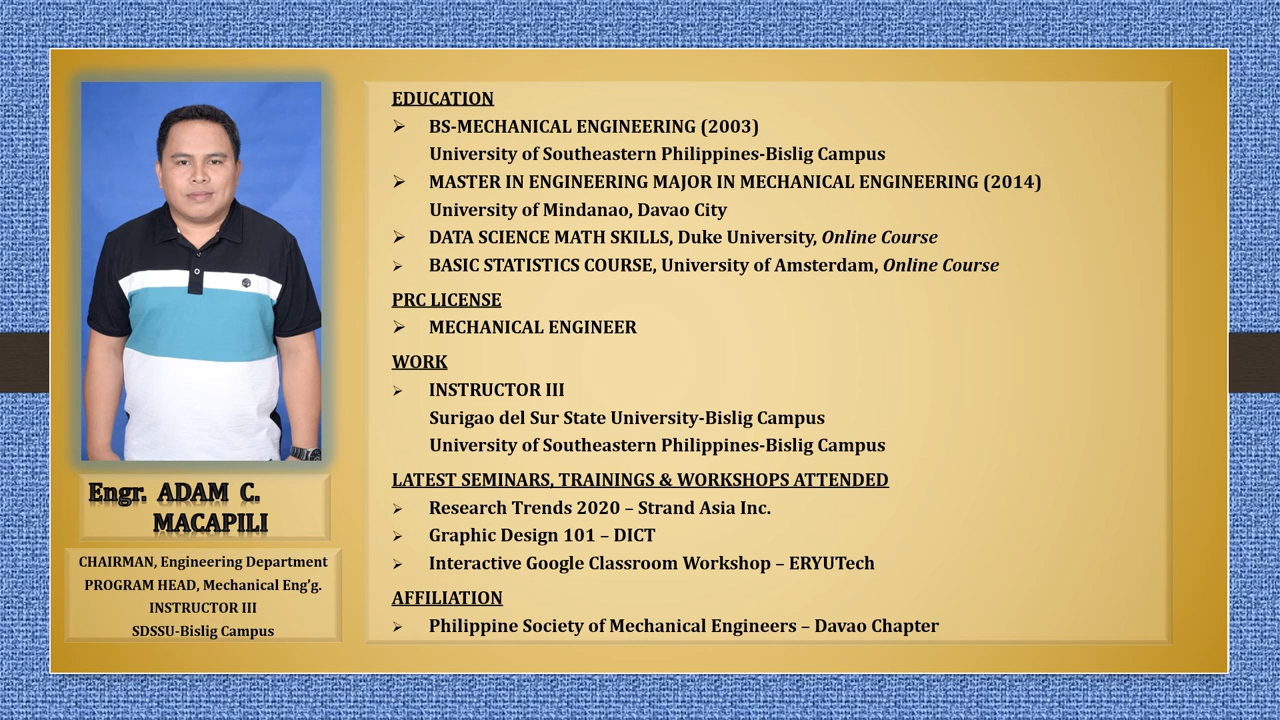 EDUCATION
➢ BS-MECHANICAL ENGINEERING (2003)
University of Southeastern Philippines-Bislig Campus
➢ MASTER IN ENGINEERING MAJOR IN MECHANICAL ENGINEERING (2014)
University of Mindanao, Davao City
➢ DATA SCIENCE MATH SKILLS, Duke University, Online Course
➢ BASIC STATISTICS COURSE, University of Amsterdam, Online Course
PRC LICENSE
➢ MECHANICAL ENGINEER
WORK
➢ INSTRUCTOR III
Surigao del Sur State University-Bislig Campus
University of Southeastern Philippines-Bislig Campus
LATEST SEMINARS, TRAININGS & WORKSHOPS ATTENDED
➢ Research Trends 2020 – Strand Asia Inc.
➢ Graphic Design 101 – DICT
➢ Interactive Google Classroom Workshop – ERYUTech
AFFILIATION
➢ Philippine Society of Mechanical Engineers – Davao Chapter
Engr. ADAM C.
MACAPILI
CHAIRMAN, Engineering Department
PROGRAM HEAD, Mechanical Eng'g.
INSTRUCTOR III
SDSSU-Bislig Campus